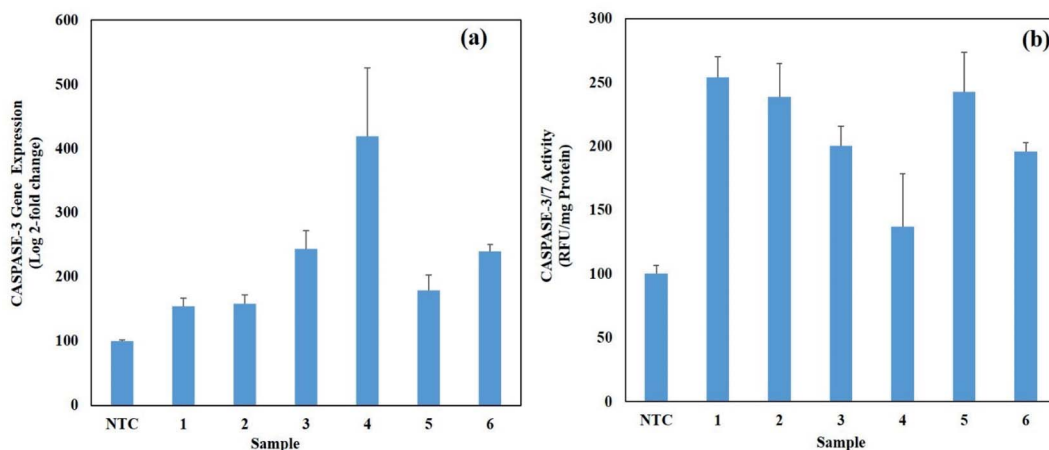 (a)
CASPASE-3 Gene Expression
(Log 2-fold change)
600
500
400
300
200
100
0
NTC 1 2 3 4 5 6
Sample
(b)
CASPASE-3/7 Activity
(RFU/mg Protein)
300
250
200
150
100
50
0
NTC 1 2 3 4 5 6
Sample